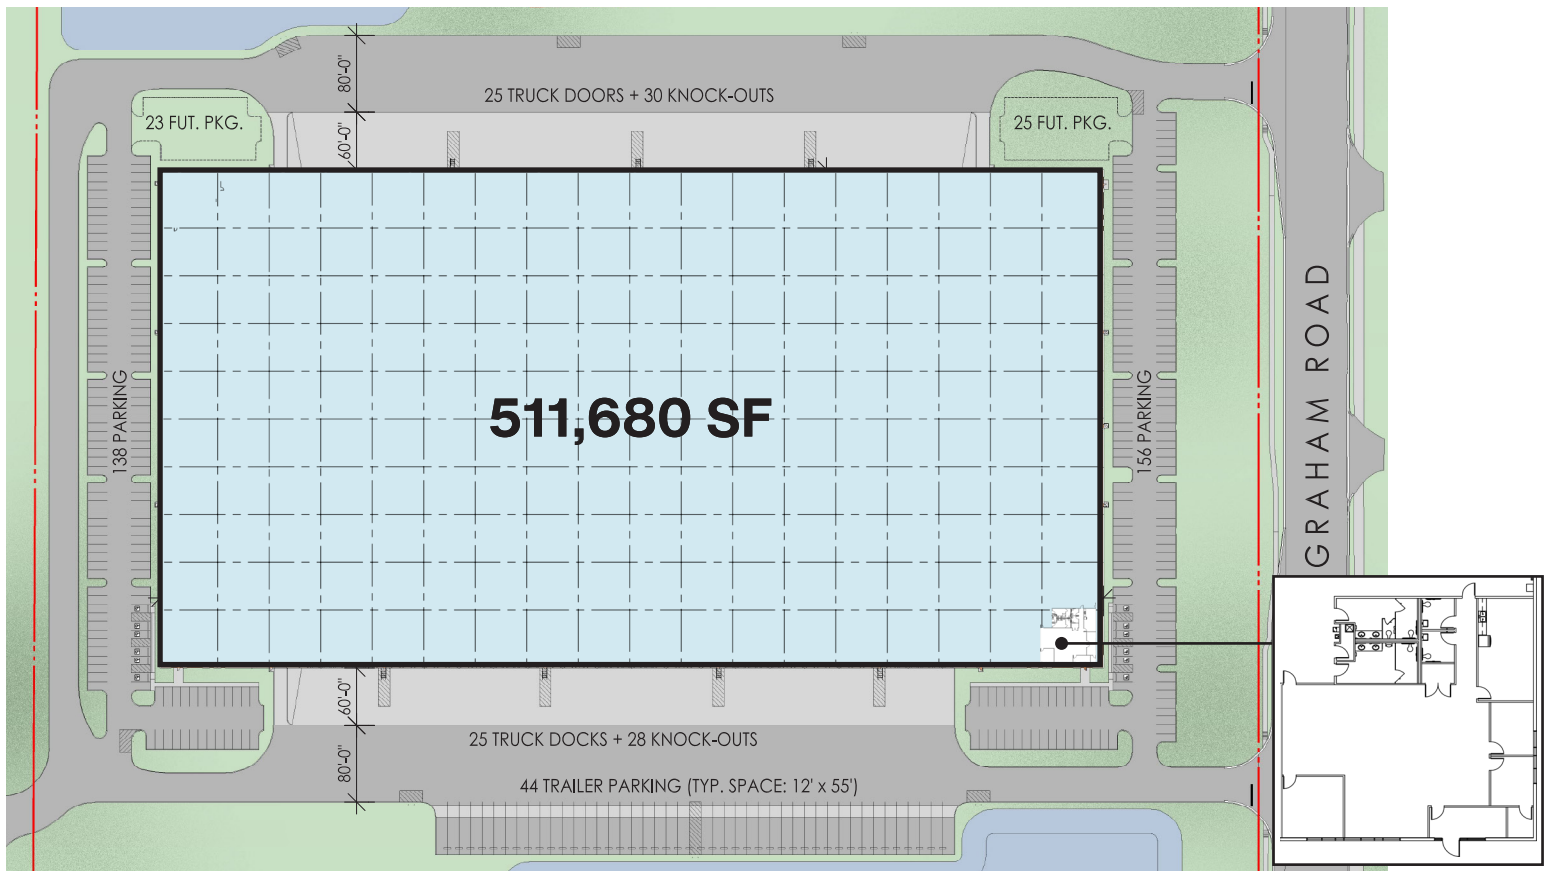 80'-0"
25 TRUCK DOORS + 30 KNOCK-OUTS
23 FUT. PKG.
60'-0"
25 FUT. PKG.
138 PARKING
511,680 SF
156 PARKING
GRAHAM ROAD
60'-0"
25 TRUCK DOCKS + 28 KNOCK-OUTS
80'-0"
44 TRAILER PARKING (TYP. SPACE: 12' x 55')